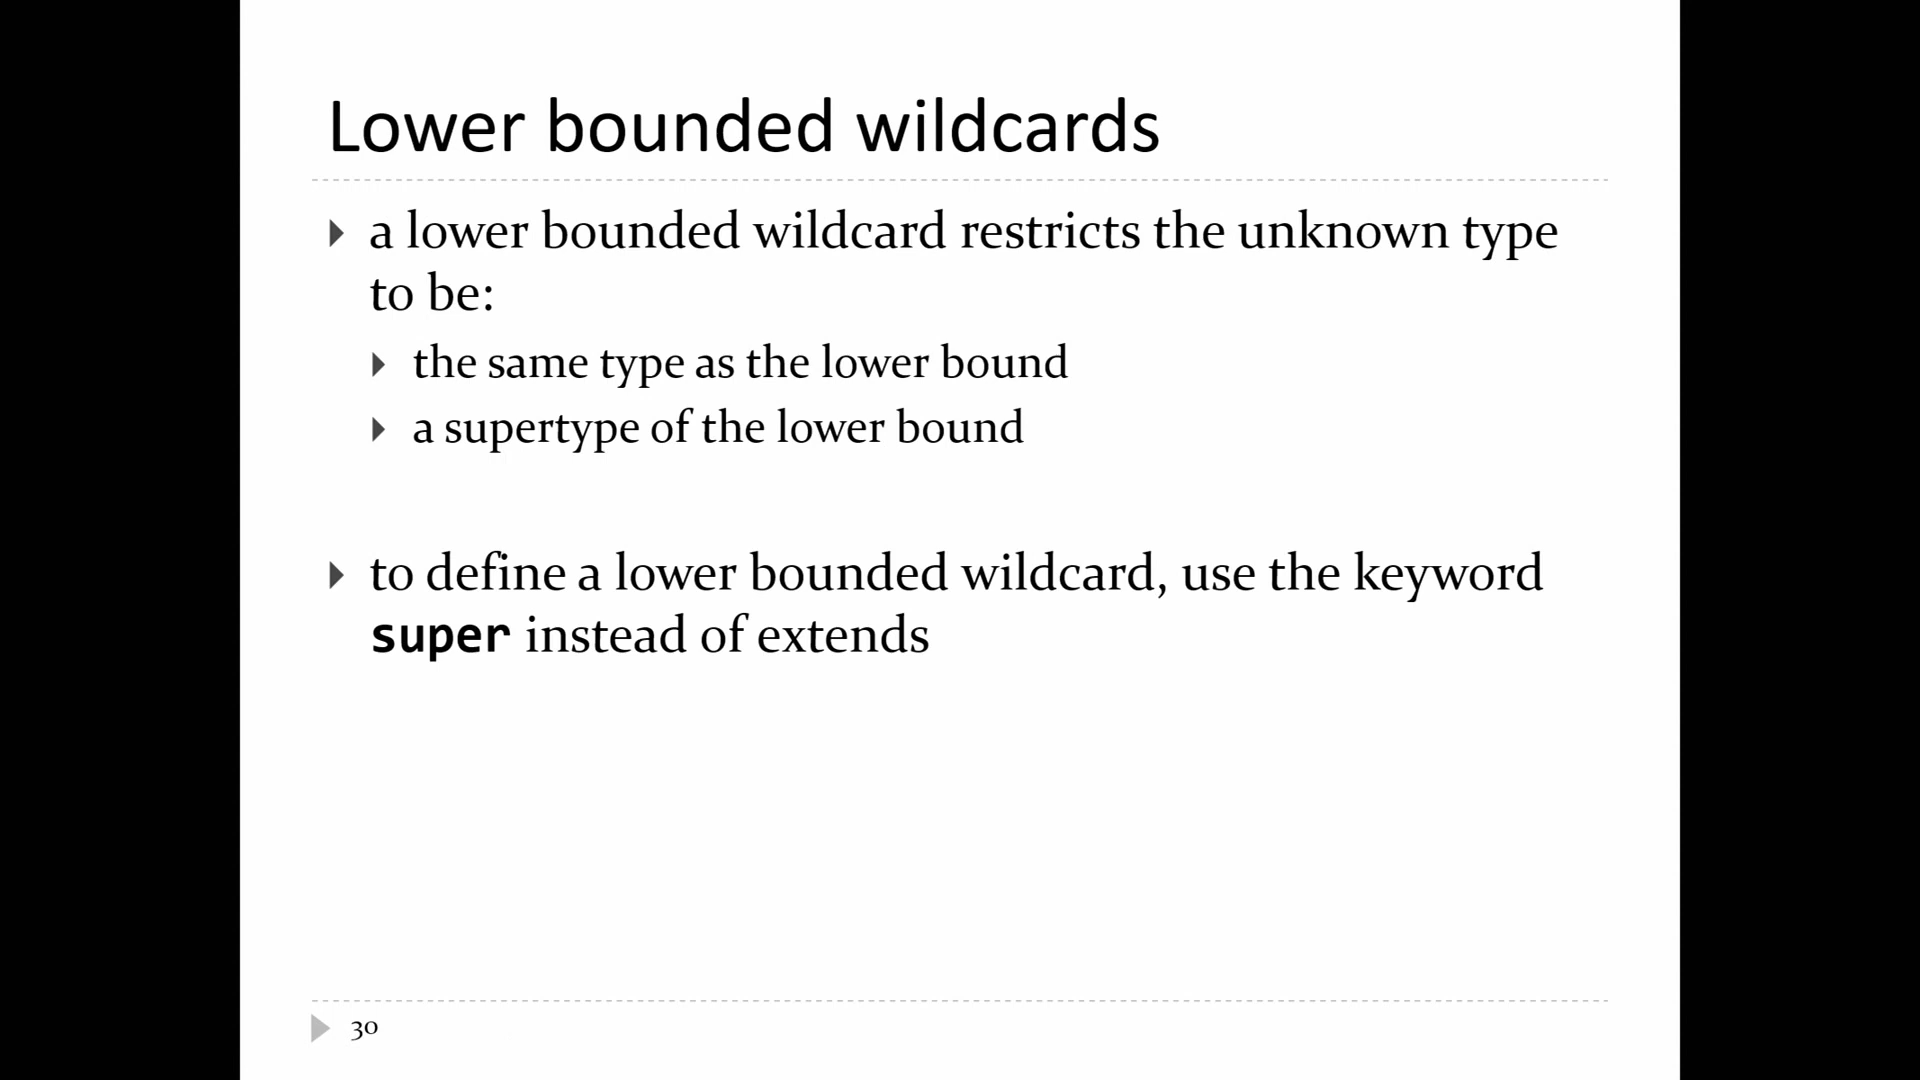 Lower bounded wildcards
a lower bounded wildcard restricts the unknown type
to be:
the same type as the lower bound
a supertype of the lower bound
to define a lower bounded wildcard, use the keyword
super instead of extends
30